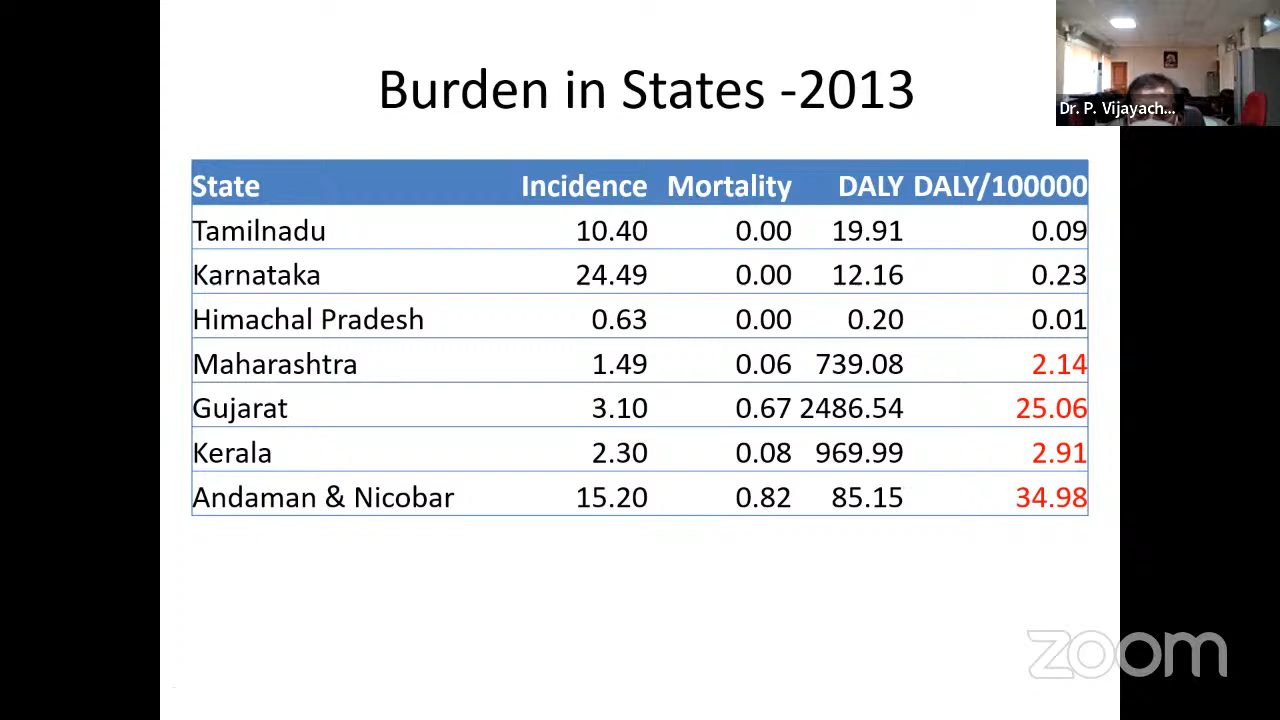 Burden in States -2013
Dr. P. Vijayach...
State Incidence Mortality DALY DALY/100000
Tamilnadu 10.40 0.00 19.91 0.09
Karnataka 24.49 0.00 12.16 0.23
Himachal Pradesh 0.63 0.00 0.20 0.01
Maharashtra 1.49 0.06 739.08 2.14
Gujarat 3.10 0.67 2486.54 25.06
Kerala 2.30 0.08 969.99 2.91
Andaman & Nicobar 15.20 0.82 85.15 34.98
zoom